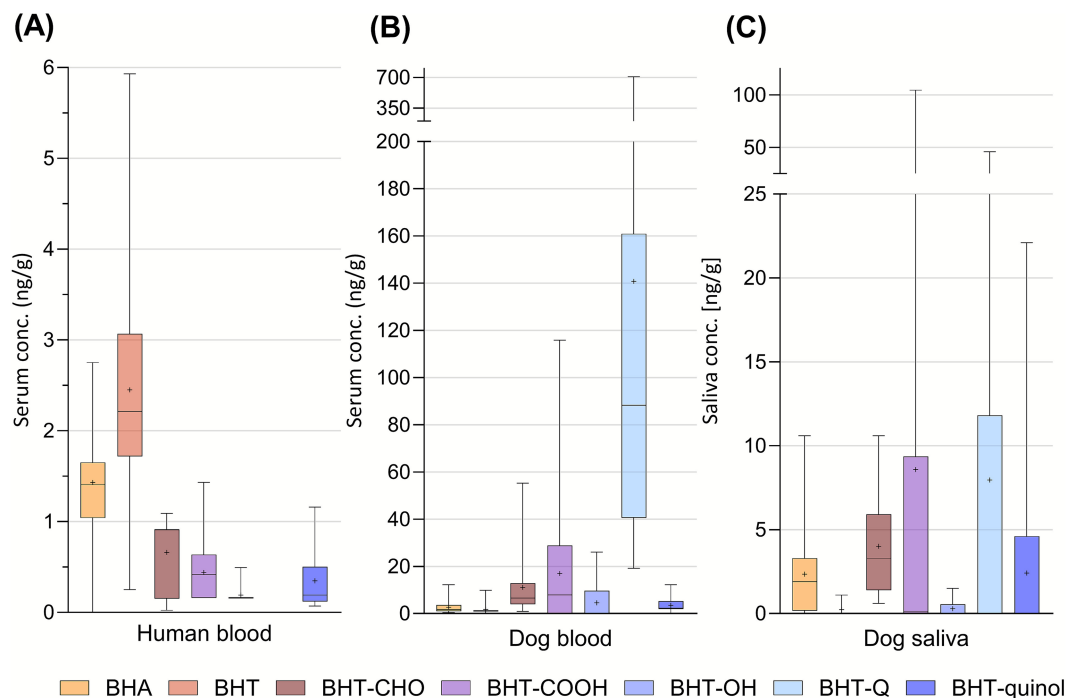 (A)
(B)
(C)
Serum conc. (ng/g)
6
5
4
3
2
1
0
Human blood
Serum conc. (ng/g)
700
350
200
180
160
140
120
100
80
60
40
20
0
Dog blood
Saliva conc. [ng/g]
100
50
25
20
15
10
5
0
Dog saliva
BHA BHT BHT-CHO BHT-COOH BHT-OH BHT-Q BHT-quinol